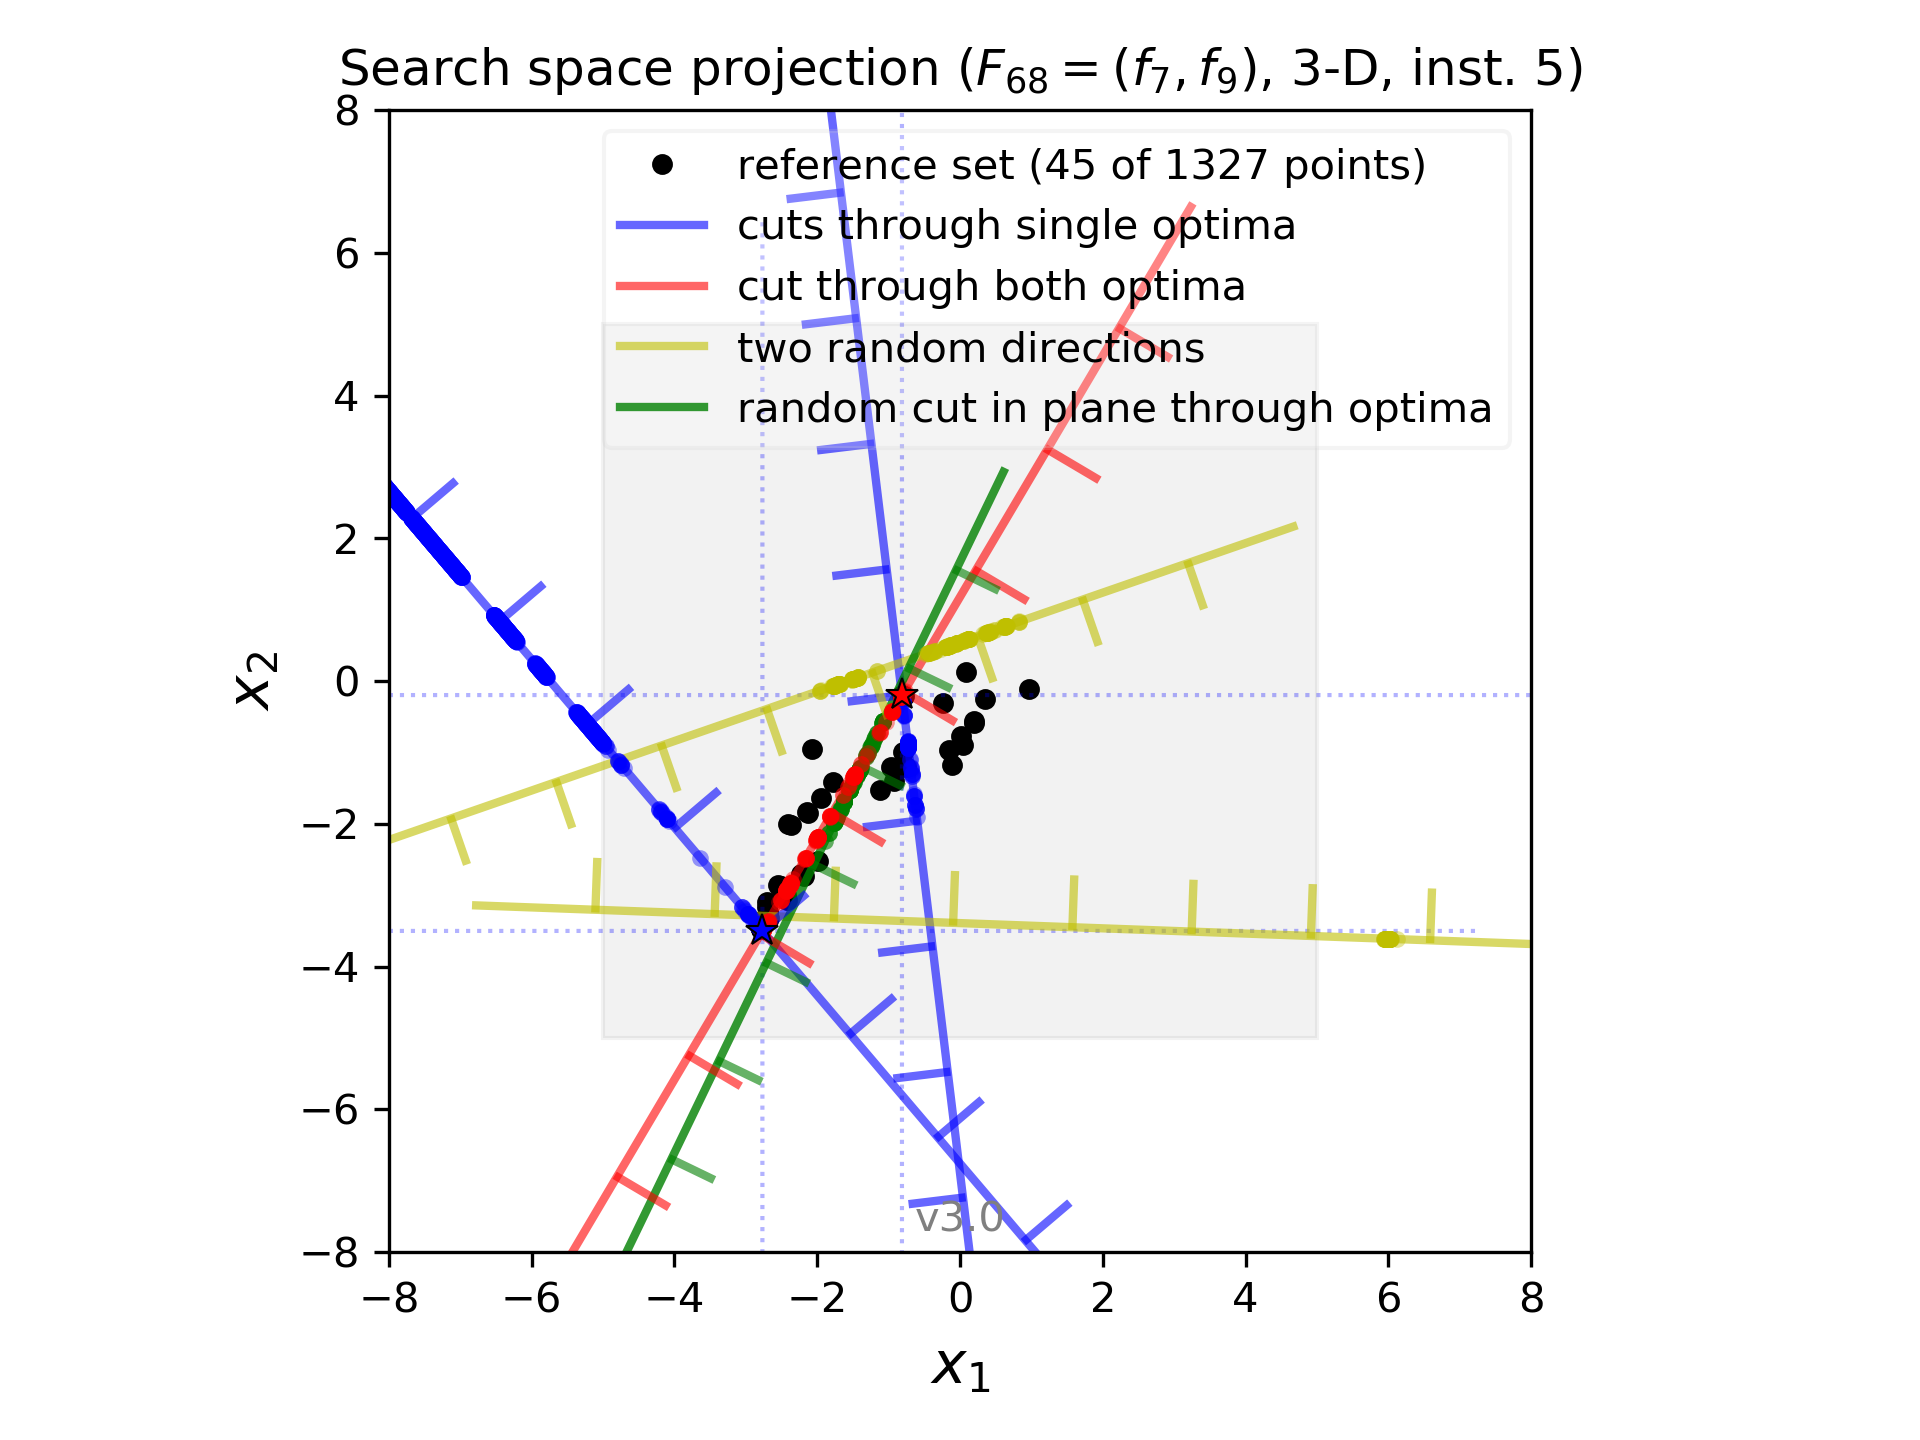 Search space projection (F₆₈ = (f₇, f₉), 3-D, inst. 5)
reference set (45 of 1327 points)
cuts through single optima
cut through both optima
two random directions
random cut in plane through optima
8
6
4
2
0
−2
−4
−6
−8
x₂
v3.0
−8 −6 −4 −2 0 2 4 6 8
x₁